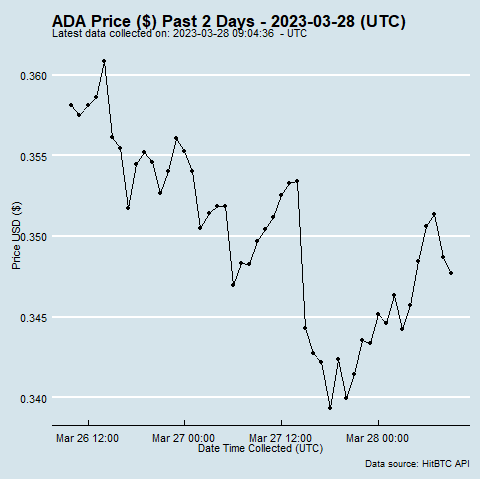 ADA Price ($) Past 2 Days - 2023-03-28 (UTC)
Latest data collected on: 2023-03-28 09:04:36  - UTC
0.360
0.355
0.350
0.345
0.340
Price USD ($)
Mar 26 12:00
Mar 27 00:00
Mar 27 12:00
Mar 28 00:00
Date Time Collected (UTC)
Data source: HitBTC API